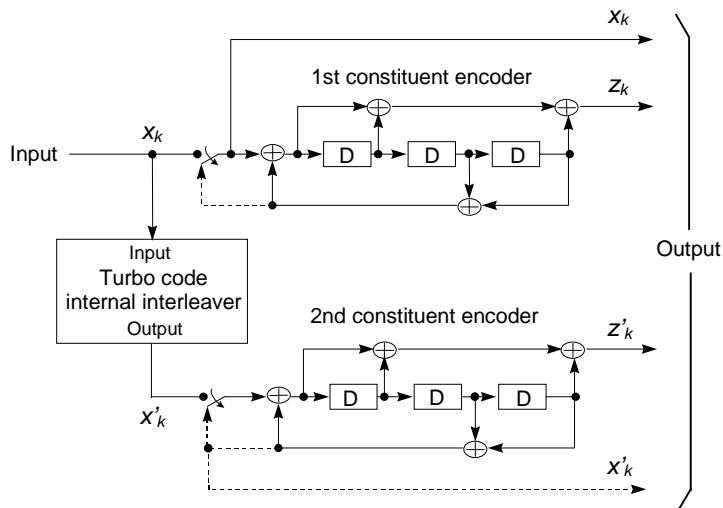 x_k
1st constituent encoder
z_k
x_k
Input
D D D
Output
Input
Turbo code
internal interleaver
Output
2nd constituent encoder
z'_k
D D D
x'_k
x'_k